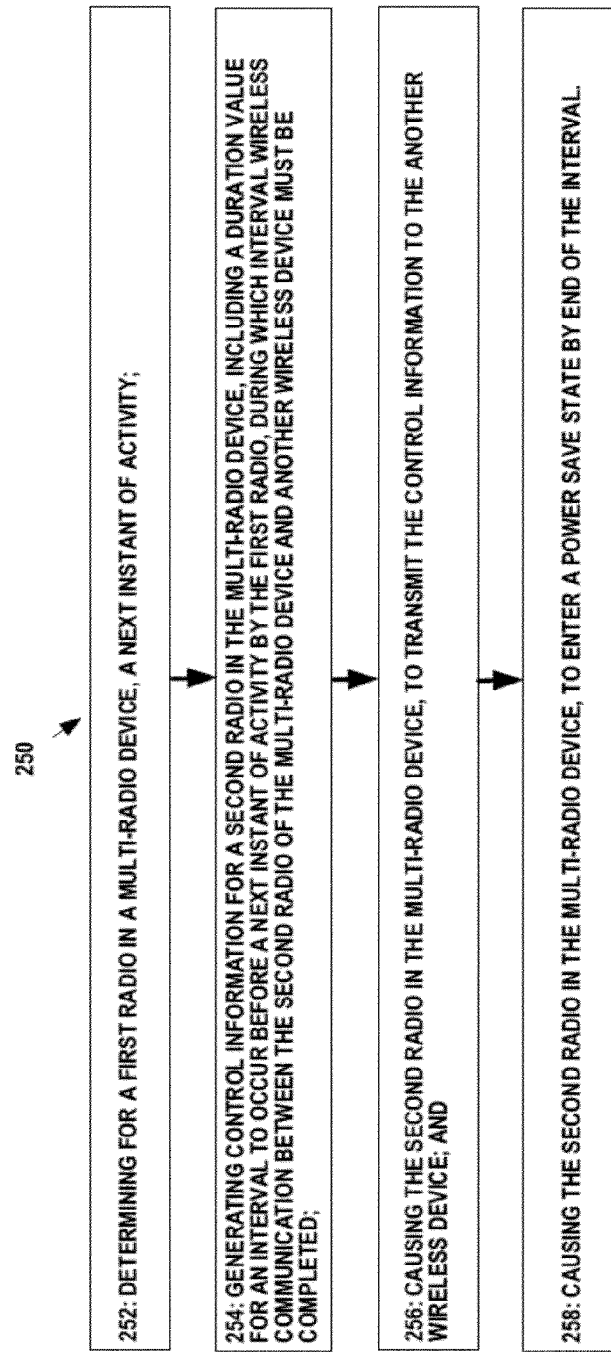 250
252: DETERMINING FOR A FIRST RADIO IN A MULTI-RADIO DEVICE, A NEXT INSTANT OF ACTIVITY;
254: GENERATING CONTROL INFORMATION FOR A SECOND RADIO IN THE MULTI-RADIO DEVICE, INCLUDING A DURATION VALUE
FOR AN INTERVAL TO OCCUR BEFORE A NEXT INSTANT OF ACTIVITY BY THE FIRST RADIO, DURING WHICH INTERVAL WIRELESS
COMMUNICATION BETWEEN THE SECOND RADIO OF THE MULTI-RADIO DEVICE AND ANOTHER WIRELESS DEVICE MUST BE
COMPLETED;
256: CAUSING THE SECOND RADIO IN THE MULTI-RADIO DEVICE, TO TRANSMIT THE CONTROL INFORMATION TO THE ANOTHER
WIRELESS DEVICE; AND
258: CAUSING THE SECOND RADIO IN THE MULTI-RADIO DEVICE, TO ENTER A POWER SAVE STATE BY END OF THE INTERVAL.